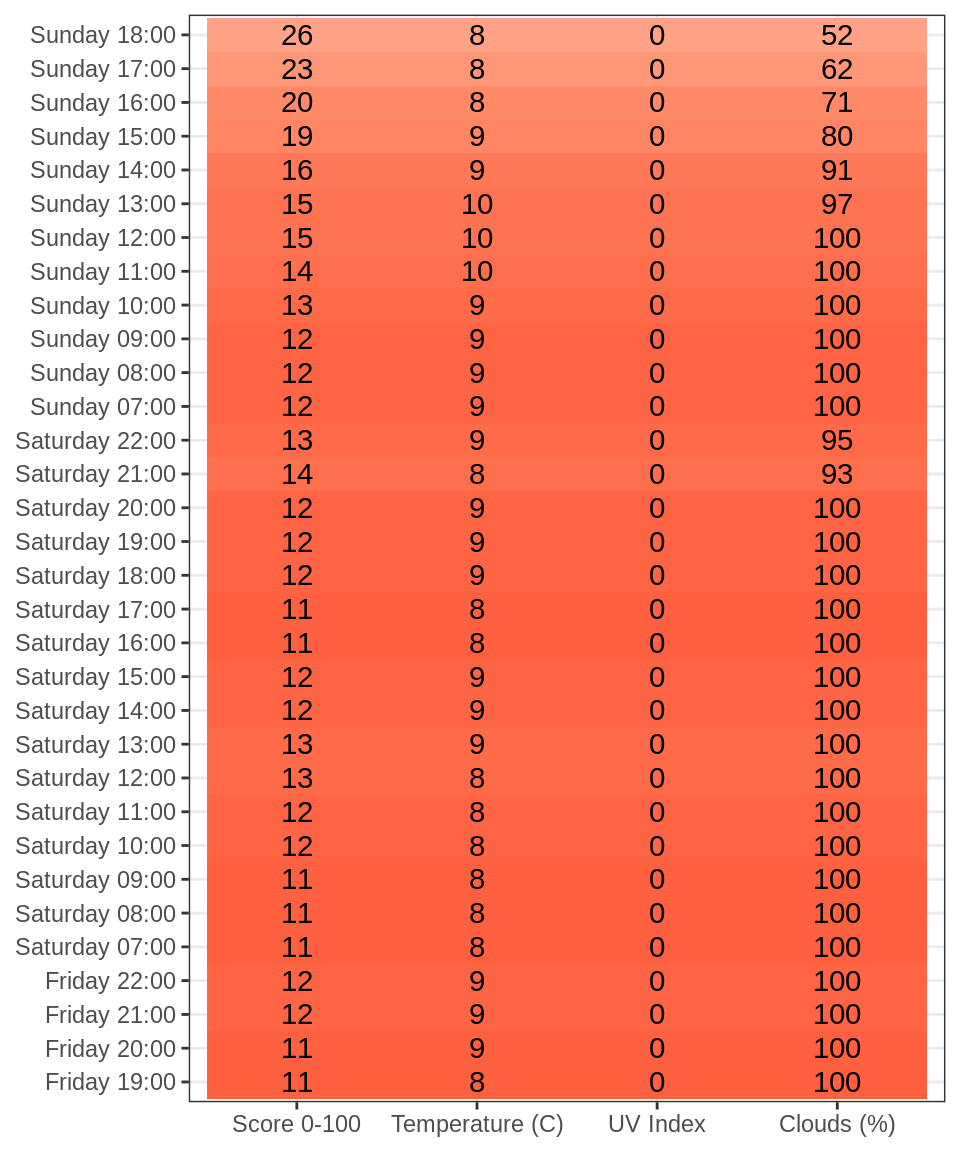 Sunday 18:00 26 8 0 52
Sunday 17:00 23 8 0 62
Sunday 16:00 20 8 0 71
Sunday 15:00 19 9 0 80
Sunday 14:00 16 9 0 91
Sunday 13:00 15 10 0 97
Sunday 12:00 15 10 0 100
Sunday 11:00 14 10 0 100
Sunday 10:00 13 9 0 100
Sunday 09:00 12 9 0 100
Sunday 08:00 12 9 0 100
Sunday 07:00 12 9 0 100
Saturday 22:00 13 9 0 95
Saturday 21:00 14 8 0 93
Saturday 20:00 12 9 0 100
Saturday 19:00 12 9 0 100
Saturday 18:00 12 9 0 100
Saturday 17:00 11 8 0 100
Saturday 16:00 11 8 0 100
Saturday 15:00 12 9 0 100
Saturday 14:00 12 9 0 100
Saturday 13:00 13 9 0 100
Saturday 12:00 13 8 0 100
Saturday 11:00 12 8 0 100
Saturday 10:00 12 8 0 100
Saturday 09:00 11 8 0 100
Saturday 08:00 11 8 0 100
Saturday 07:00 11 8 0 100
Friday 22:00 12 9 0 100
Friday 21:00 12 9 0 100
Friday 20:00 11 9 0 100
Friday 19:00 11 8 0 100
Score 0-100 Temperature (C) UV Index Clouds (%)